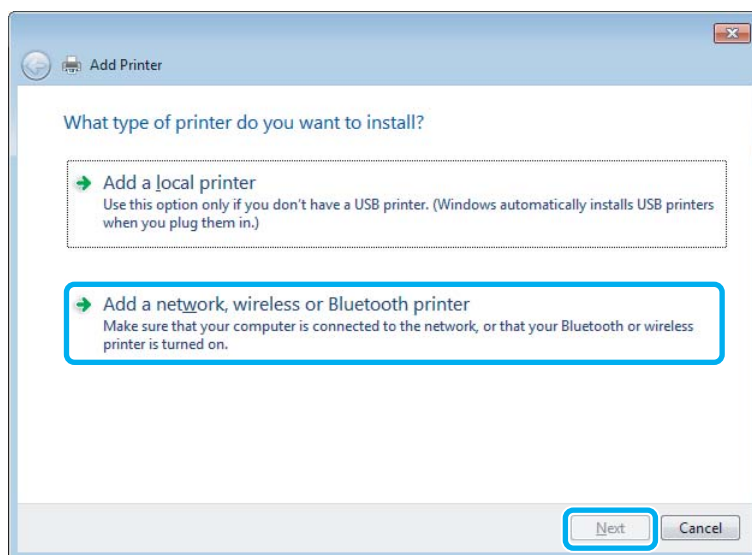 Add Printer
What type of printer do you want to install?
Add a local printer
Use this option only if you don't have a USB printer. (Windows automatically installs USB printers
when you plug them in.)
Add a network, wireless or Bluetooth printer
Make sure that your computer is connected to the network, or that your Bluetooth or wireless
printer is turned on.
Next
Cancel